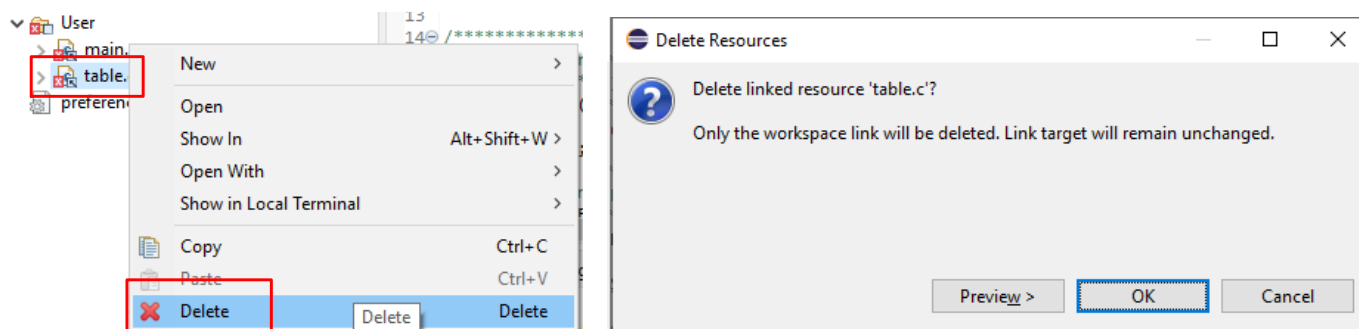 User
13
14 /*************
main.
table.
preferen
New
Open
Show In Alt+Shift+W >
Open With
Show in Local Terminal
Copy Ctrl+C
Paste Ctrl+V
Delete Delete
Delete
Delete Resources
Delete linked resource 'table.c'?
Only the workspace link will be deleted. Link target will remain unchanged.
Preview >
OK
Cancel